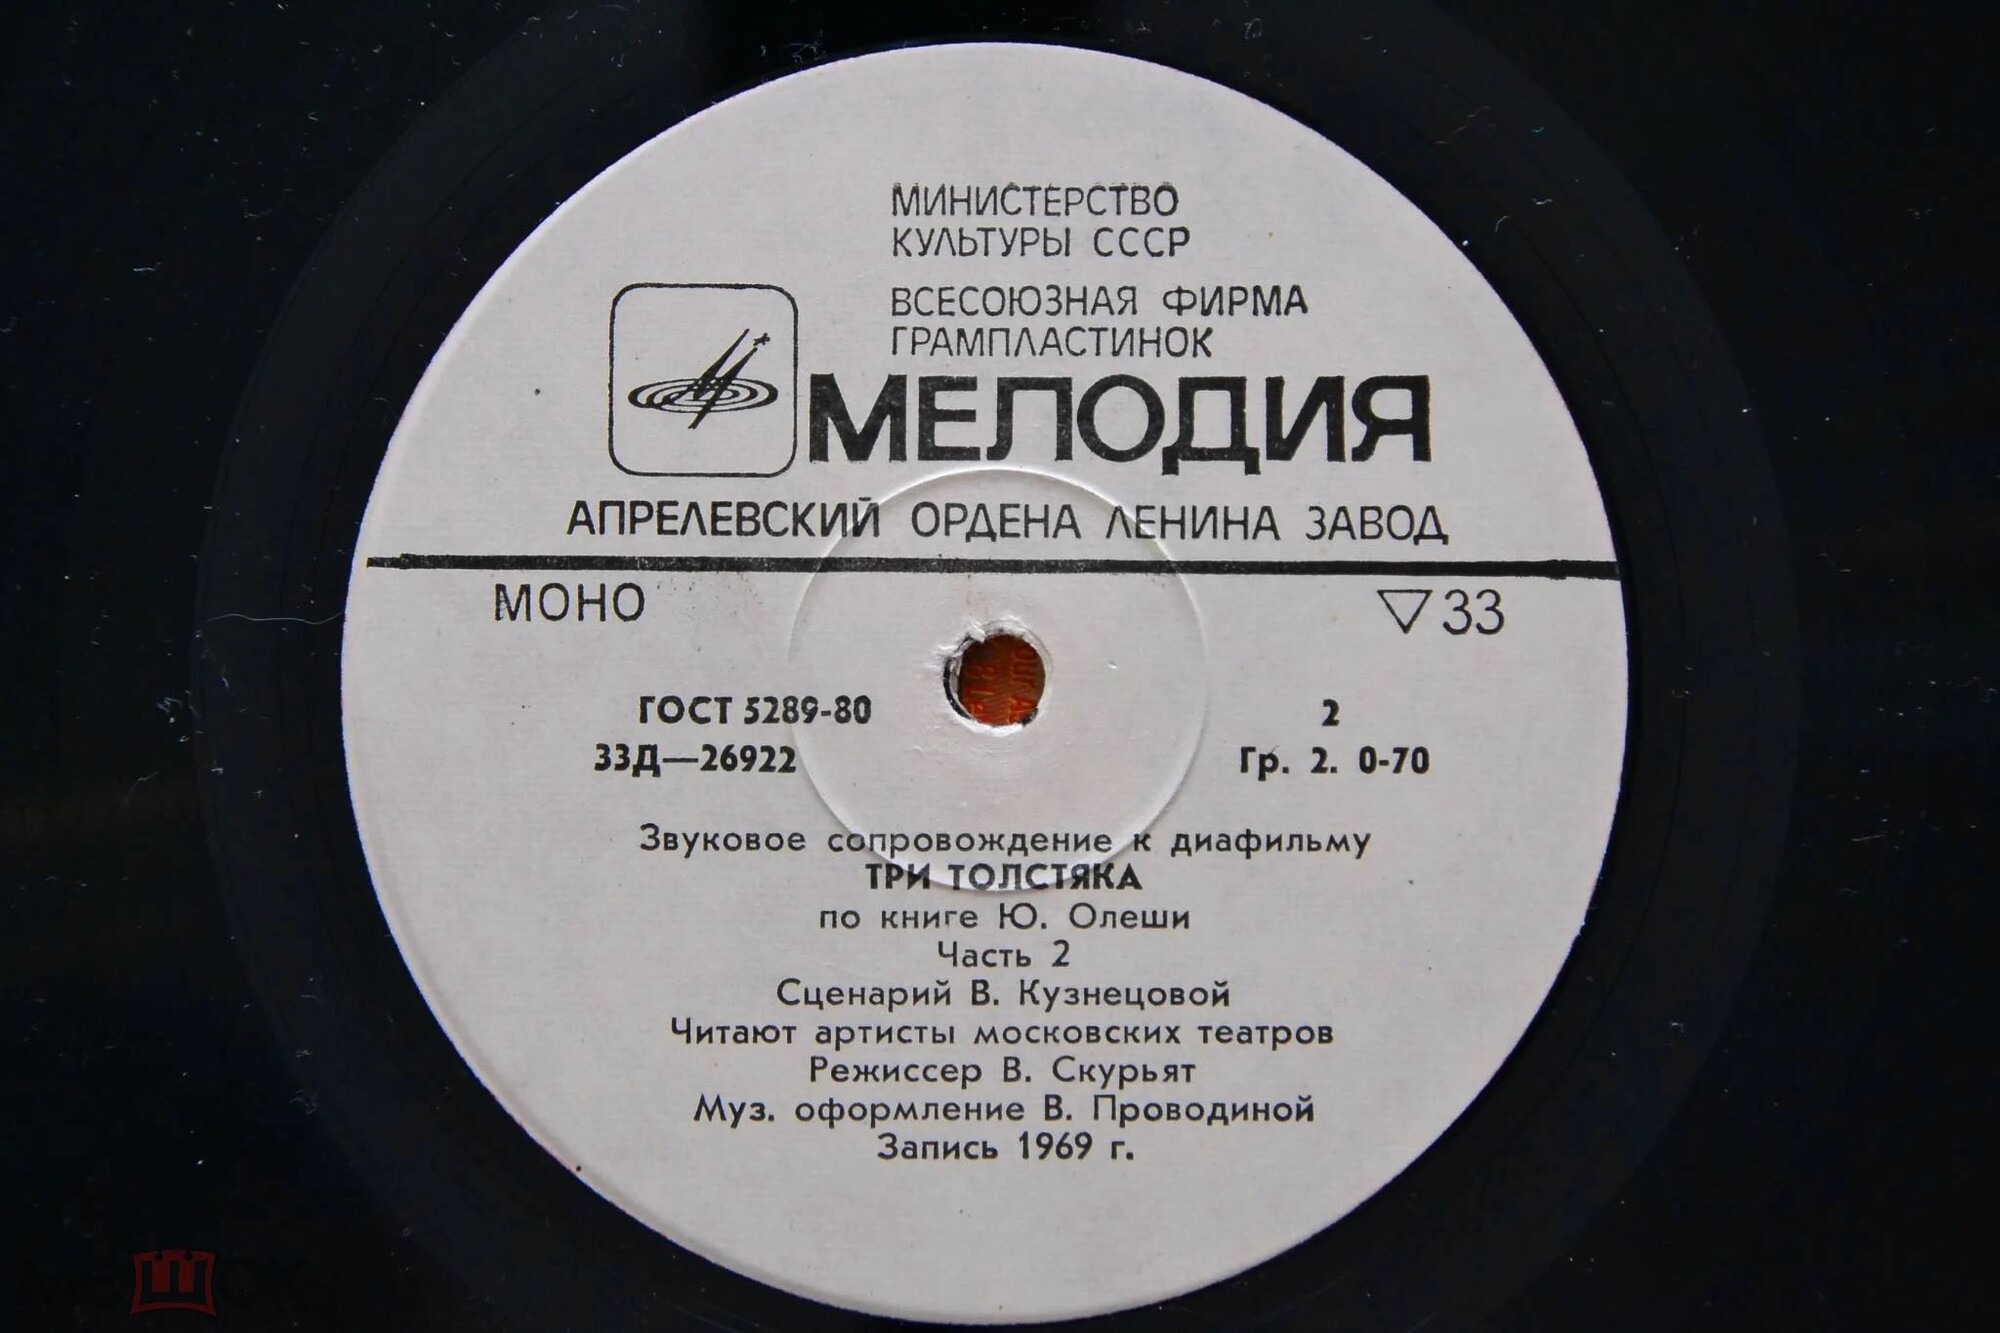 МИНИСТЕРСТВО
КУЛЬТУРЫ СССР
ВСЕСОЮЗНАЯ ФИРМА
ГРАМПЛАСТИНОК
МЕЛОДИЯ
АПРЕЛЕВСКИЙ ОРДЕНА ЛЕНИНА ЗАВОД
МОНО ▽33
ГОСТ 5289-80 2
33Д—26922 Гр. 2. 0-70
Звуковое сопровождение к диафильму
ТРИ ТОЛСТЯКА
по книге Ю. Олеши
Часть 2
Сценарий В. Кузнецовой
Читают артисты московских театров
Режиссер В. Скурьят
Муз. оформление В. Проводиной
Запись 1969 г.